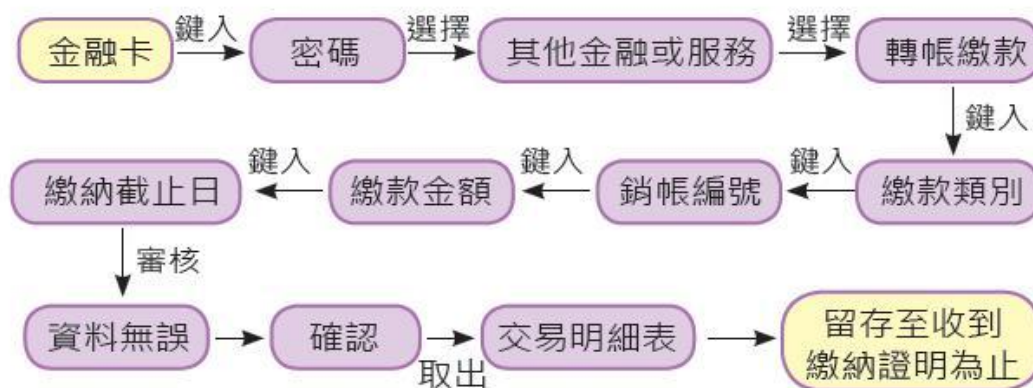 金融卡 鍵入 密碼 選擇 其他金融或服務 選擇 轉帳繳款
鍵入
繳款類別 鍵入 銷帳編號 鍵入 繳款金額 鍵入 繳納截止日
審核
資料無誤 確認 取出 交易明細表 留存至收到
繳納證明為止